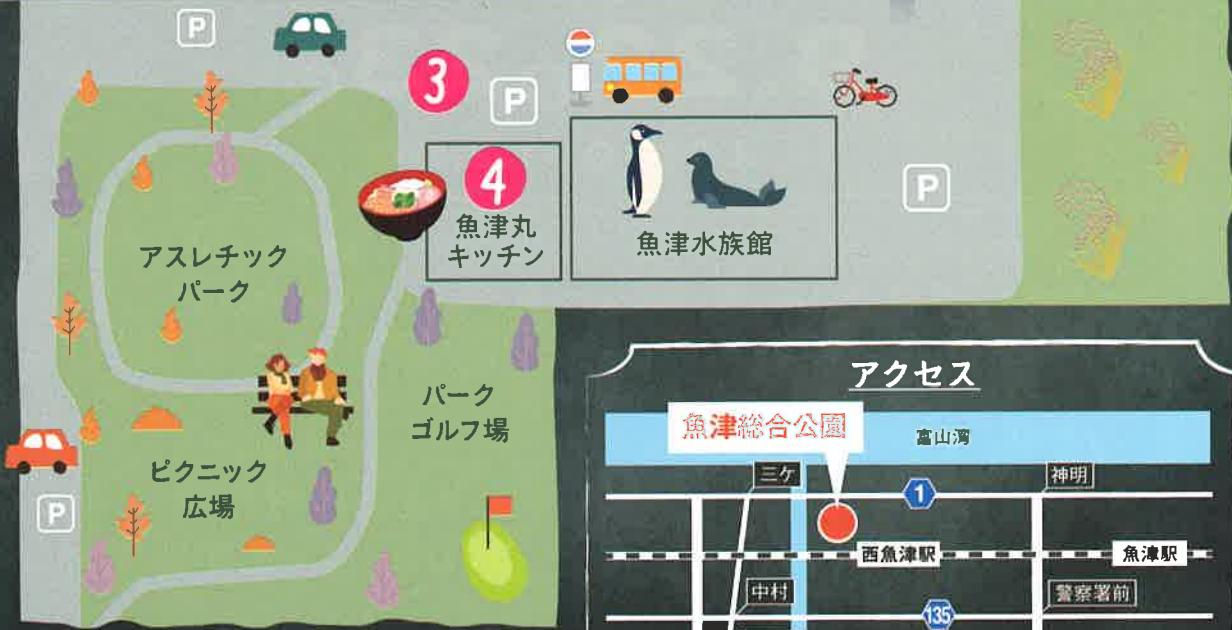 P
3
P
4
魚津丸
キッチン
魚津水族館
P
アスレチック
パーク
パーク
ゴルフ場
ピクニック
広場
P
アクセス
魚津総合公園
富山湾
三ケ
1
神明
西魚津駅
魚津駅
中村
135
警察署前